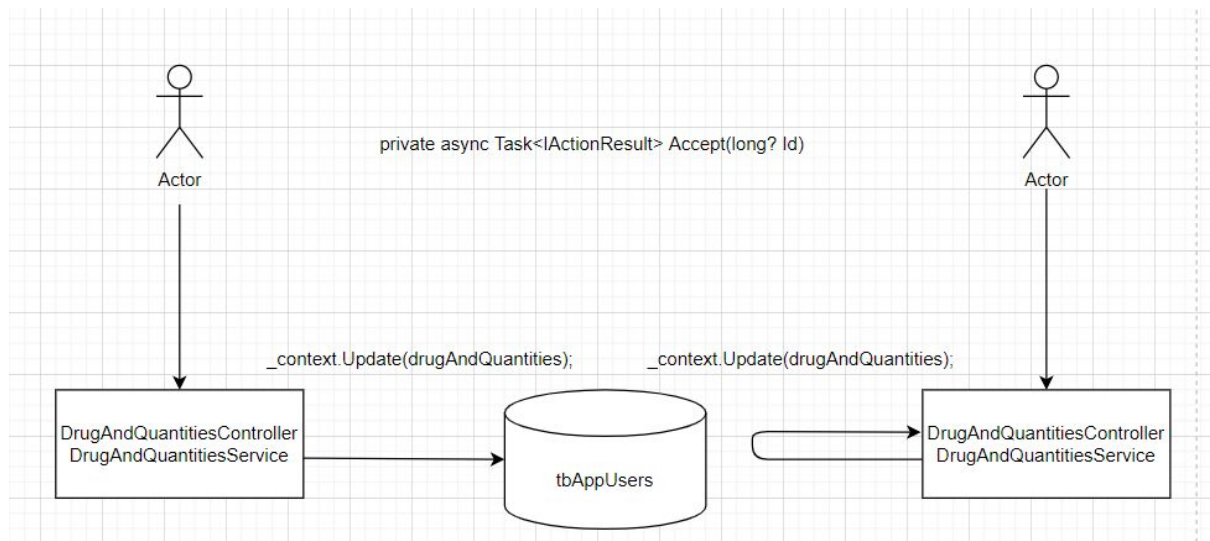 private async Task<IActionResult> Accept(long? Id)
Actor
Actor
_context.Update(drugAndQuantities);
_context.Update(drugAndQuantities);
DrugAndQuantitiesController
DrugAndQuantitiesService
tbAppUsers
DrugAndQuantitiesController
DrugAndQuantitiesService